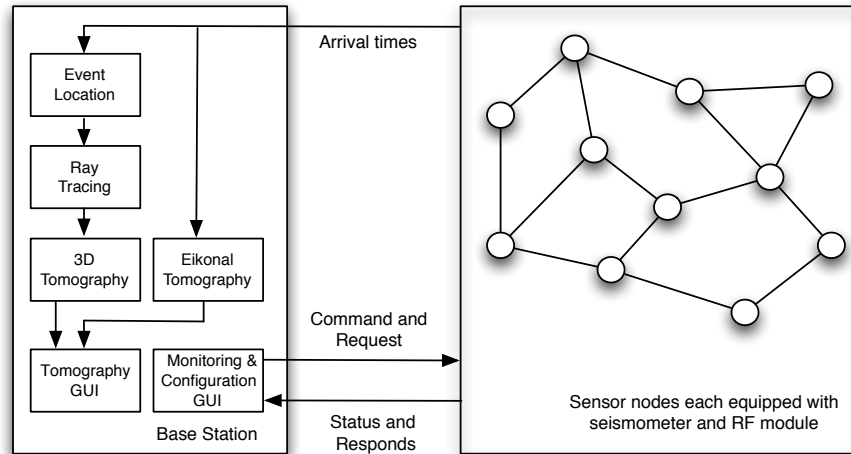 Arrival times
Event
Location
Ray
Tracing
3D
Tomography
Eikonal
Tomography
Tomography
GUI
Monitoring &
Configuration
GUI
Base Station
Command and
Request
Status and
Responds
Sensor nodes each equipped with
seismometer and RF module